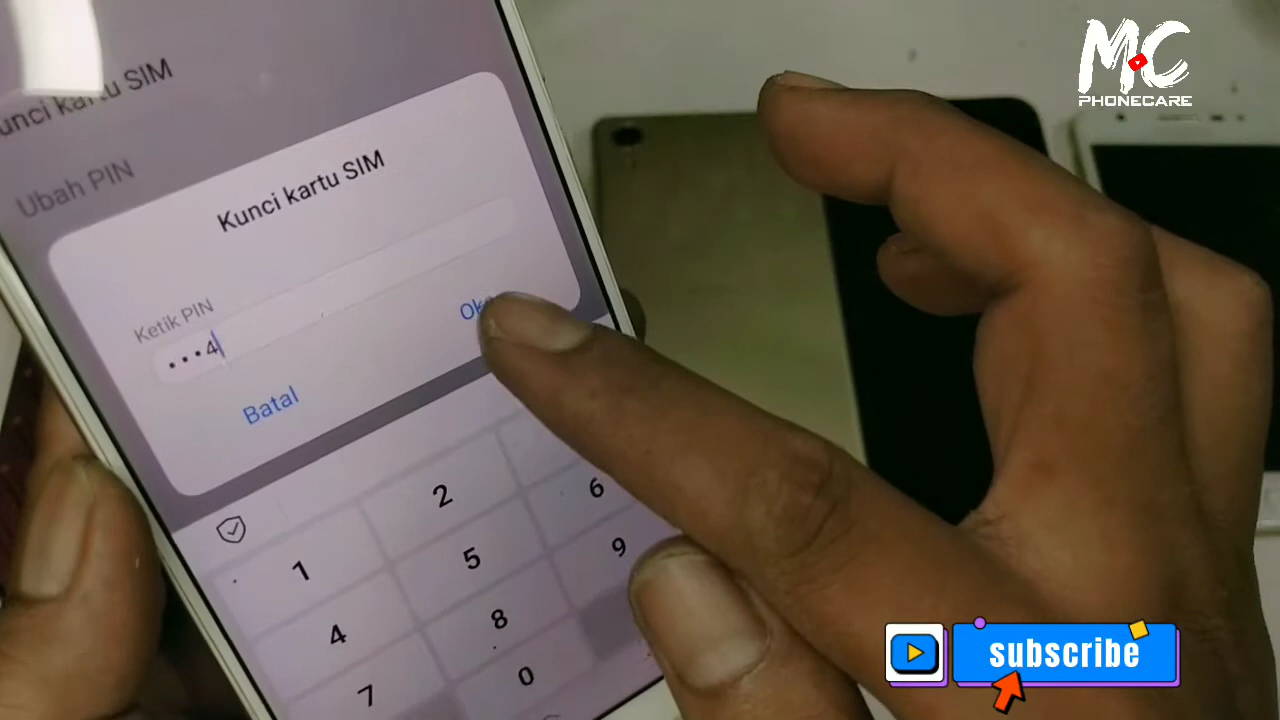 MC
PHONECARE
Kunci kartu SIM
Ubah PIN
Kunci kartu SIM
Ketik PIN
•••4
Batal
1
2
4
5
6
7
8
9
0
subscribe